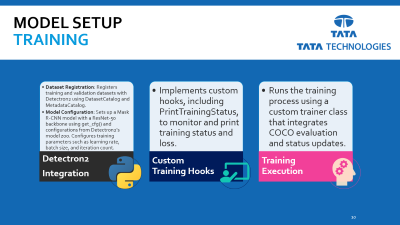 MODEL SETUP
TRAINING
TATA
TATA TECHNOLOGIES
• Dataset Registration: Registers
training and validation datasets with
Detectron2 using DatasetCatalog and
MetadataCatalog.
• Model Configuration: Sets up a Mask
R-CNN model with a ResNet-50
backbone using get_cfg() and
configurations from Detectron2's
model zoo. Configures training
parameters such as learning rate,
batch size, and iteration count.
Detectron2
Integration
• Implements custom
hooks, including
PrintTrainingStatus,
to monitor and print
training status and
loss.
Custom
Training Hooks
• Runs the training
process using a
custom trainer class
that integrates
COCO evaluation
and status updates.
Training
Execution